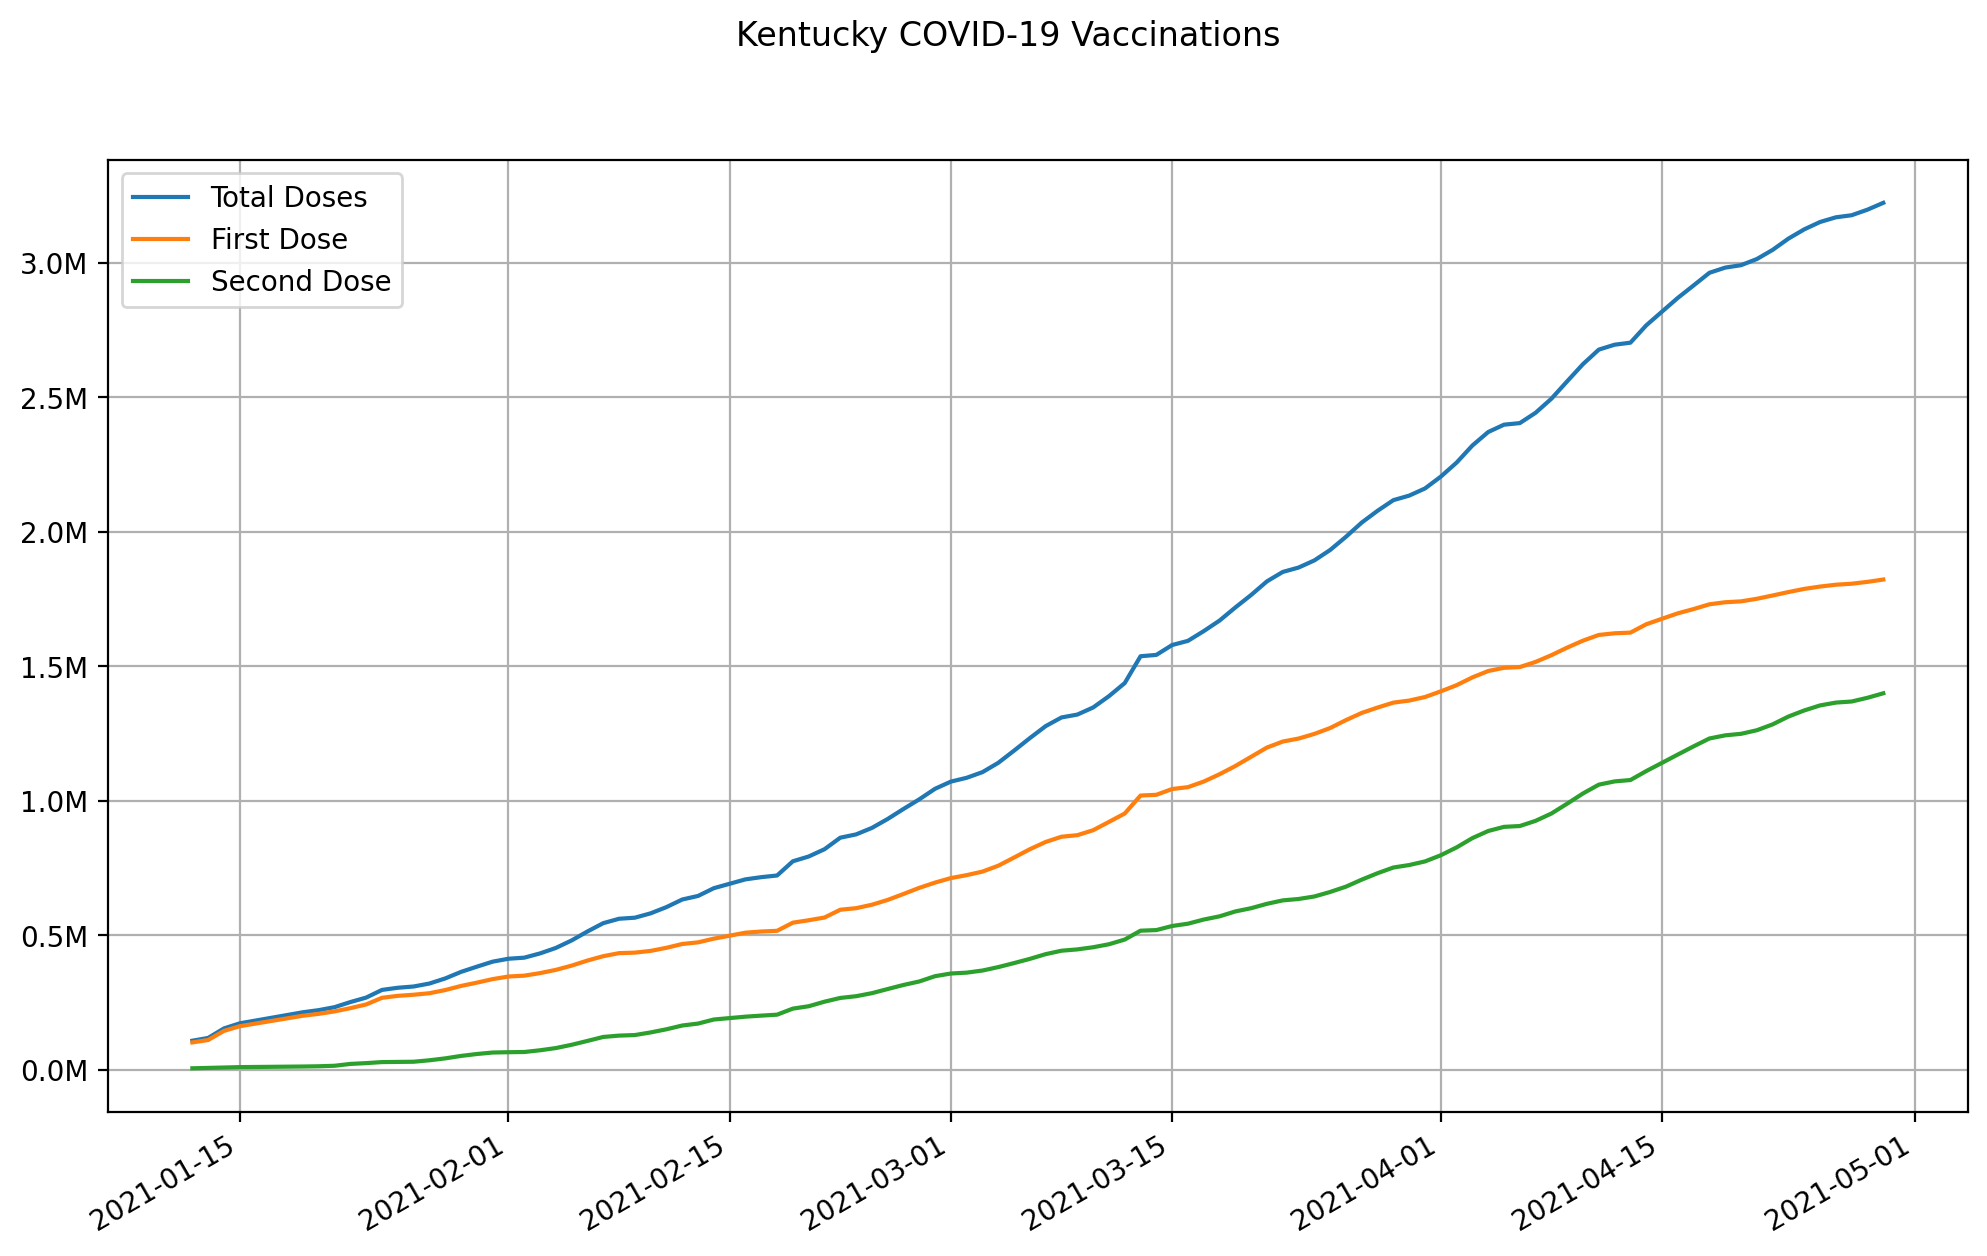 Kentucky COVID-19 Vaccinations
Total Doses
First Dose
Second Dose
3.0M
2.5M
2.0M
1.5M
1.0M
0.5M
0.0M
2021-01-15
2021-02-01
2021-02-15
2021-03-01
2021-03-15
2021-04-01
2021-04-15
2021-05-01